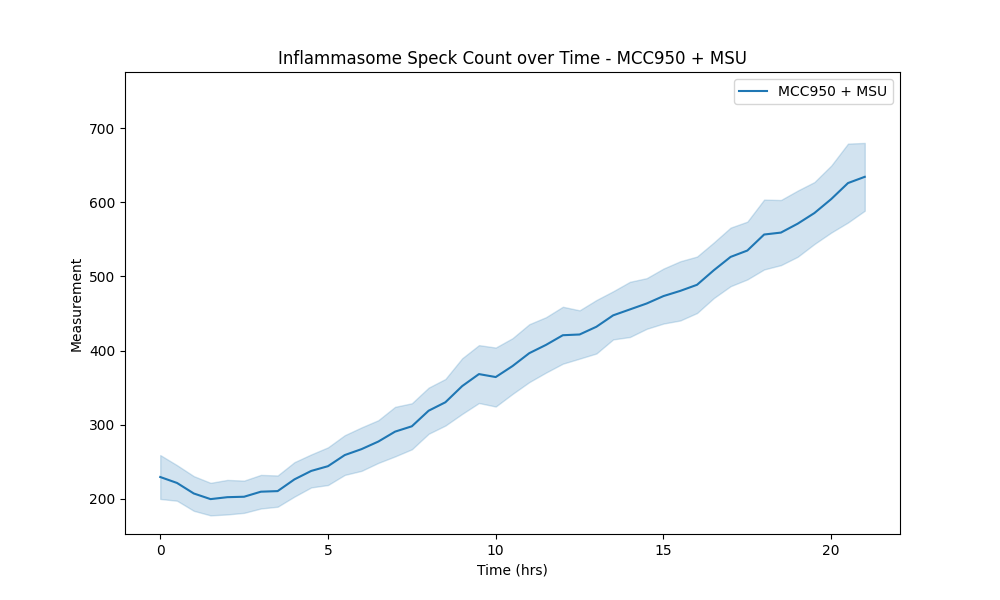 Inflammasome Speck Count over Time - MCC950 + MSU
MCC950 + MSU
Measurement
700
600
500
400
300
200
0 5 10 15 20
Time (hrs)